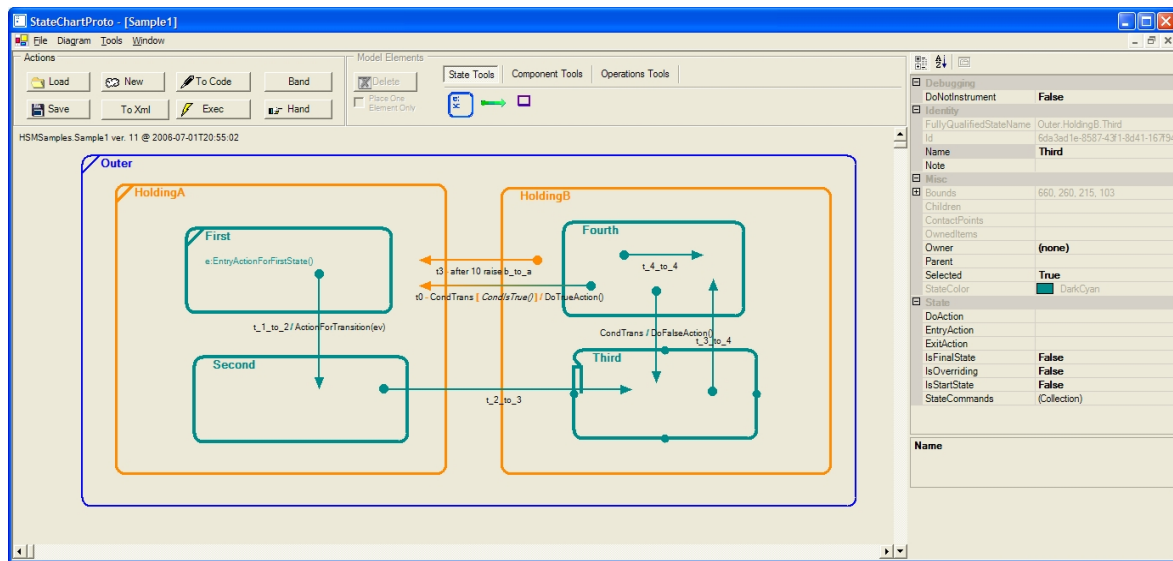 StateChartProto - [Sample1]
File Diagram Tools Window
Actions
Load New To Code Band
Save To Xml Exec Hand
Model Elements
Delete
Place One
Element Only
State Tools Component Tools Operations Tools
HSMSamples.Sample1 ver. 11 @ 2006-07-01T20:55:02
Outer
HoldingA
HoldingB
First
e:EntryActionForFirstState()
Fourth
t_4_to_4
t3 - after 10 raise b_to_a
t0 - CondTrans [ CondIsTrue() ] / DoTrueAction()
t_1_to_2 / ActionForTransition(ev)
CondTrans / DoFalseAction()
t_3_to_4
Second
Third
t_2_to_3
Debugging
DoNotInstrument False
Identity
FullyQualifiedStateName Outer.HoldingB.Third
Id 6da3ad1e-8587-43f1-8d41-167f94
Name Third
Note
Misc
Bounds 660, 260, 215, 103
Children
ContactPoints
OwnedItems
Owner (none)
Parent
Selected True
StateColor DarkCyan
State
DoAction
EntryAction
ExitAction
IsFinalState False
IsOverriding False
IsStartState False
StateCommands (Collection)
Name